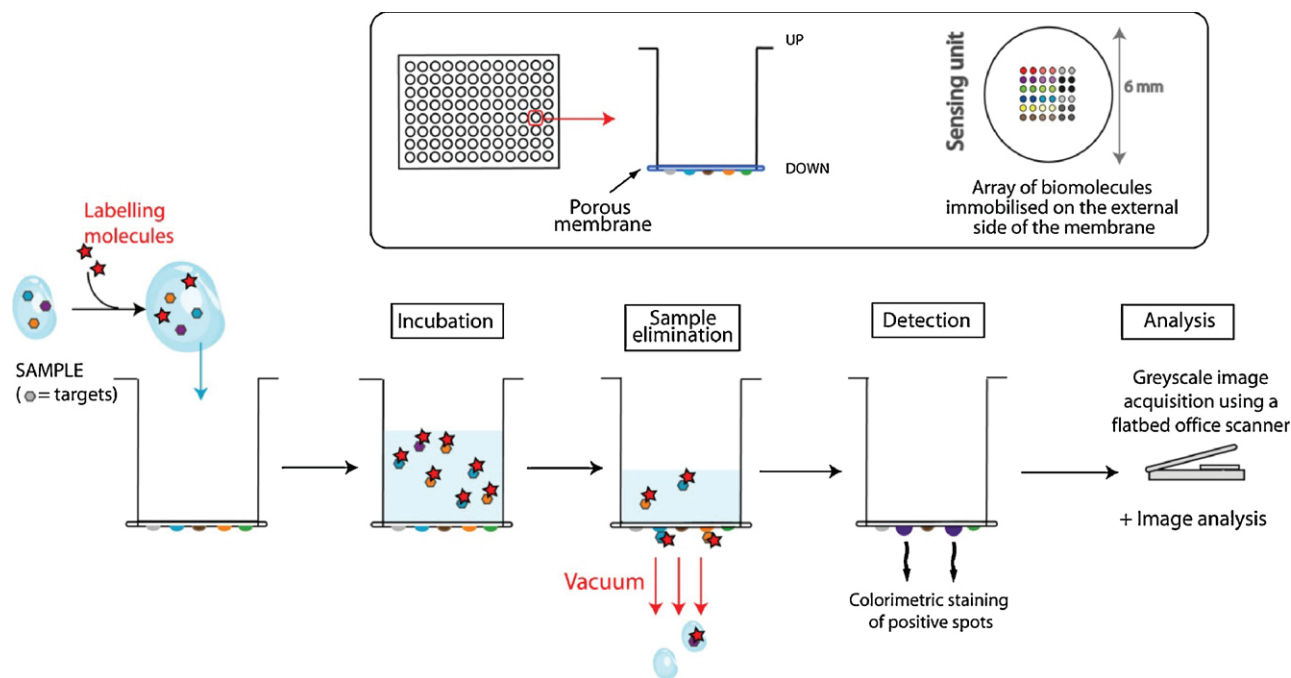 UP
DOWN
Porous
membrane
Sensing unit
6 mm
Array of biomolecules
immobilised on the external
side of the membrane
Labelling
molecules
SAMPLE
( = targets)
Incubation
Sample
elimination
Detection
Analysis
Vacuum
Colorimetric staining
of positive spots
Greyscale image
acquisition using a
flatbed office scanner
+ Image analysis